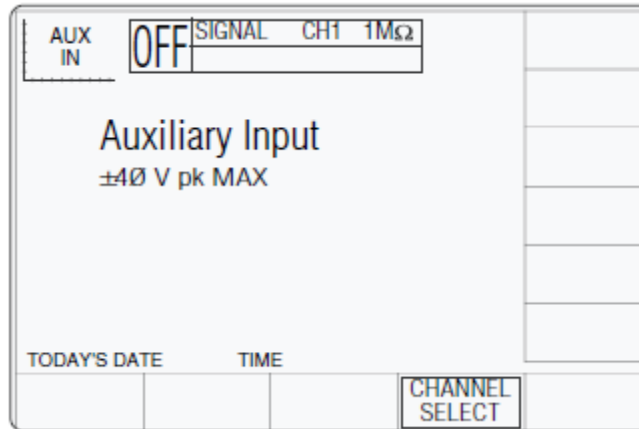 AUX
IN
OFF
SIGNAL CH1 1MΩ
Auxiliary Input
±4Ø V pk MAX
TODAY'S DATE TIME
CHANNEL
SELECT